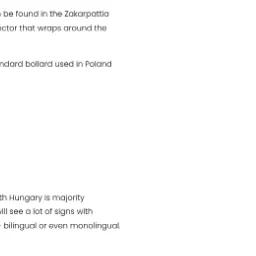 be found in the Zakarpattia
ctor that wraps around the
ndard bollard used in Poland
th Hungary is majority
ill see a lot of signs with
bilingual or even monolingual.